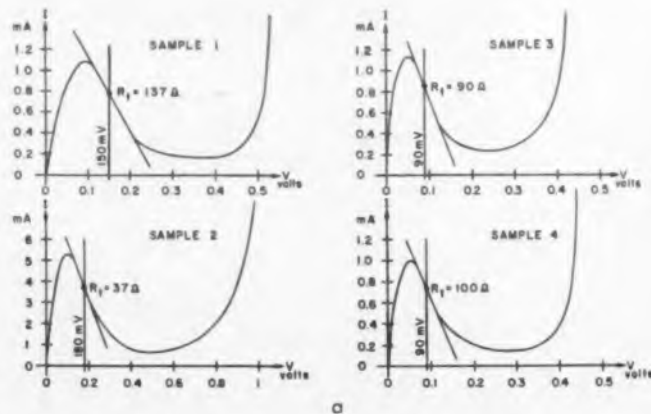 I
mA
SAMPLE 1
1.2
1.0
0.8
0.6
0.4
0.2
0
R₁ = 137 Ω
150 mV
0 0.1 0.2 0.3 0.4 0.5
V
volts
I
mA
SAMPLE 3
1.2
1.0
0.8
0.6
0.4
0.2
0
R₁ = 90 Ω
90 mV
0 0.1 0.2 0.3 0.4 0.5
V
volts
I
mA
SAMPLE 2
6
5
4
3
2
1
0
R₁ = 37 Ω
180 mV
0 0.2 0.4 0.6 0.8 1
V
volts
I
mA
SAMPLE 4
1.2
1.0
0.8
0.6
0.4
0.2
0
R₁ = 100 Ω
90 mV
0 0.1 0.2 0.3 0.4 0.5
V
volts
a